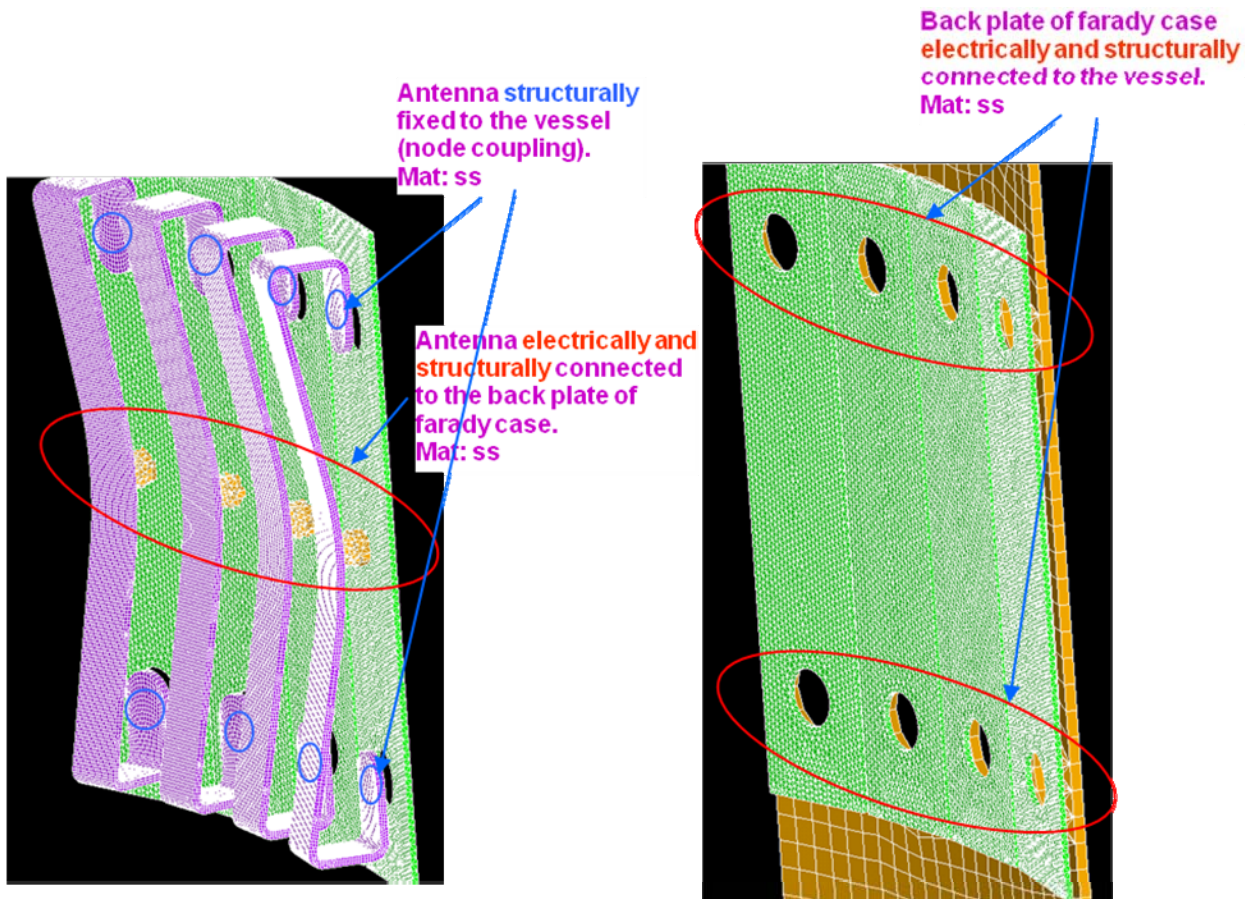 Antenna structurally
fixed to the vessel
(node coupling).
Mat: ss
Antenna electrically and
structurally connected
to the back plate of
farady case.
Mat: ss
Back plate of farady case
electrically and structurally
connected to the vessel.
Mat: ss